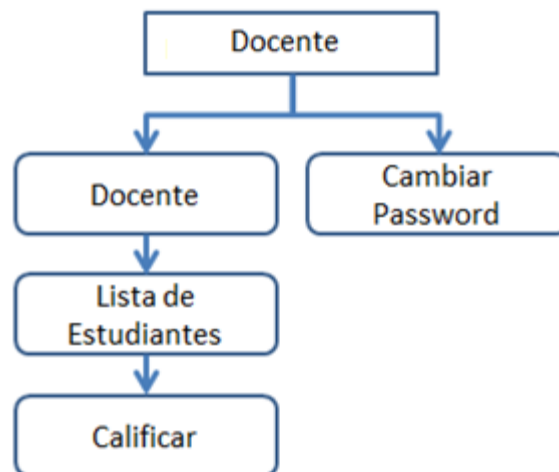 Docente
Docente
Cambiar
Password
Lista de
Estudiantes
Calificar